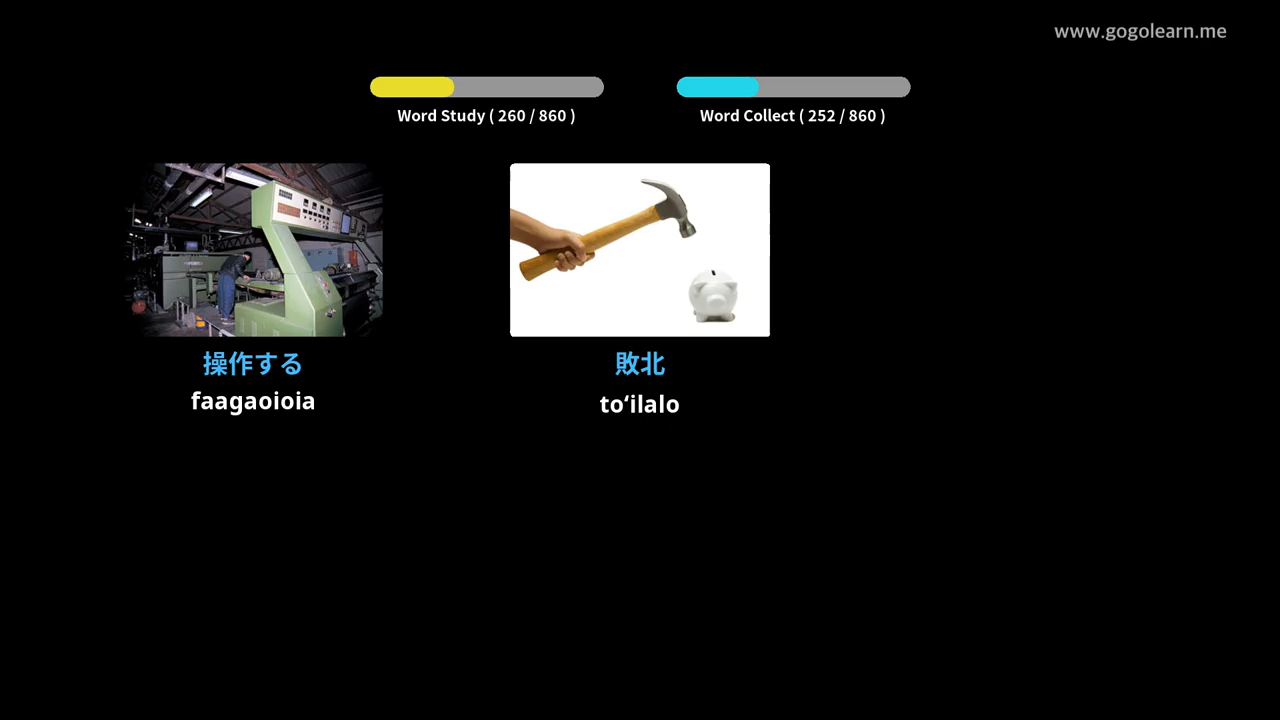 www.gogolearn.me
Word Study ( 260 / 860 )
Word Collect ( 252 / 860 )
操作する
faagaoioia
敗北
to‘ilalo